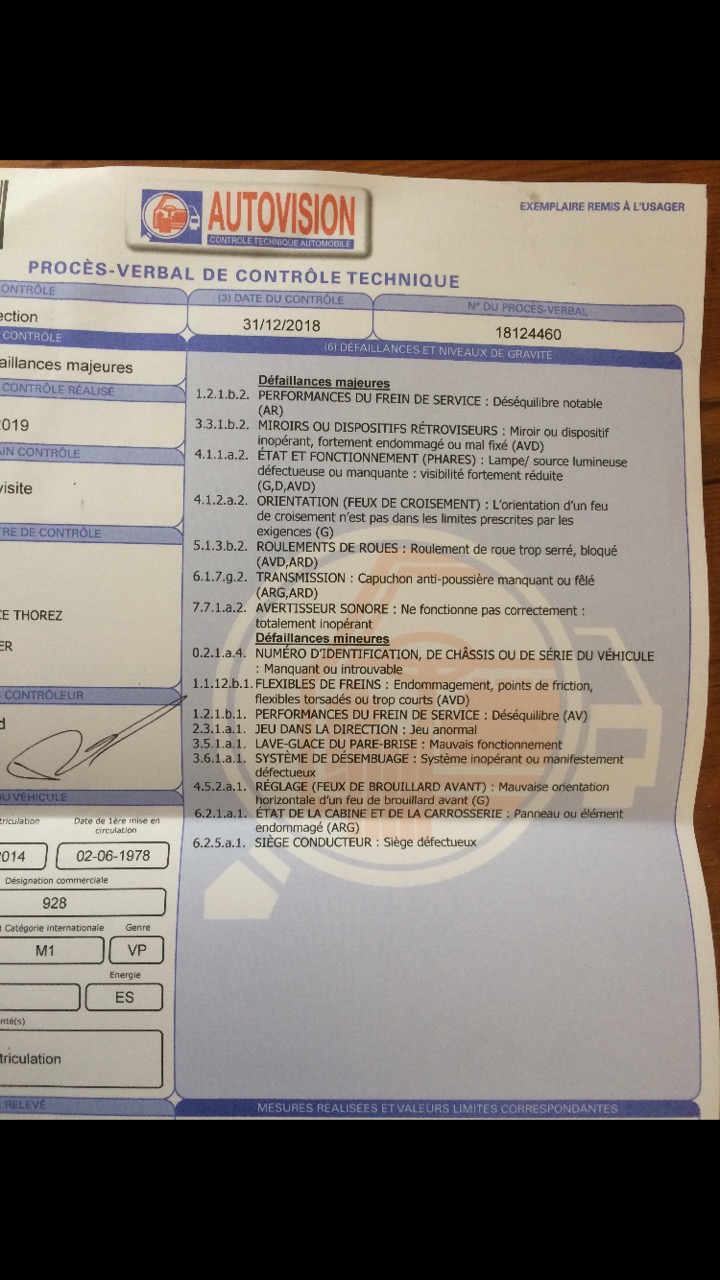 AUTOVISION
CONTROLE TECHNIQUE AUTOMOBILE
EXEMPLAIRE REMIS À L'USAGER
PROCÈS-VERBAL DE CONTRÔLE TECHNIQUE
ONTRÔLE
ection
(3) DATE DU CONTRÔLE
31/12/2018
N° DU PROCÈS-VERBAL
18124460
CONTRÔLE
aillances majeures
CONTRÔLE RÉALISÉ
2019
AIN CONTRÔLE
visite
TRE DE CONTRÔLE
CE THOREZ
ER
CONTRÔLEUR
d
(6) DÉFAILLANCES ET NIVEAUX DE GRAVITÉ
Défaillances majeures
1.2.1.b.2. PERFORMANCES DU FREIN DE SERVICE : Déséquilibre notable
(AR)
3.3.1.b.2. MIROIRS OU DISPOSITIFS RÉTROVISEURS : Miroir ou dispositif
inopérant, fortement endommagé ou mal fixé (AVD)
4.1.1.a.2. ÉTAT ET FONCTIONNEMENT (PHARES) : Lampe/ source lumineuse
défectueuse ou manquante : visibilité fortement réduite
(G,D,AVD)
4.1.2.a.2. ORIENTATION (FEUX DE CROISEMENT) : L'orientation d'un feu
de croisement n'est pas dans les limites prescrites par les
exigences (G)
5.1.3.b.2. ROULEMENTS DE ROUES : Roulement de roue trop serré, bloqué
(AVD,ARD)
6.1.7.g.2. TRANSMISSION : Capuchon anti-poussière manquant ou fêlé
(ARG,ARD)
7.7.1.a.2. AVERTISSEUR SONORE : Ne fonctionne pas correctement :
totalement inopérant
Défaillances mineures
0.2.1.a.4. NUMÉRO D'IDENTIFICATION, DE CHÂSSIS OU DE SÉRIE DU VÉHICULE
: Manquant ou introuvable
1.1.12.b.1. FLEXIBLES DE FREINS : Endommagement, points de friction,
flexibles torsadés ou trop courts (AVD)
1.2.1.b.1. PERFORMANCES DU FREIN DE SERVICE : Déséquilibre (AV)
2.3.1.a.1. JEU DANS LA DIRECTION : Jeu anormal
3.5.1.a.1. LAVE-GLACE DU PARE-BRISE : Mauvais fonctionnement
3.6.1.a.1. SYSTÈME DE DÉSEMBUAGE : Système inopérant ou manifestement
défectueux
4.5.2.a.1. RÉGLAGE (FEUX DE BROUILLARD AVANT) : Mauvaise orientation
horizontale d'un feu de brouillard avant (G)
6.2.1.a.1. ÉTAT DE LA CABINE ET DE LA CARROSSERIE : Panneau ou élément
endommagé (ARG)
6.2.5.a.1. SIÈGE CONDUCTEUR : Siège défectueux
DU VÉHICULE
triculation
Date de 1ère mise en
circulation
2014
02-06-1978
Désignation commerciale
928
Catégorie internationale
Genre
M1
VP
Energie
ES
nté(s)
triculation
RELEVÉ
MESURES RÉALISÉES ET VALEURS LIMITES CORRESPONDANTES